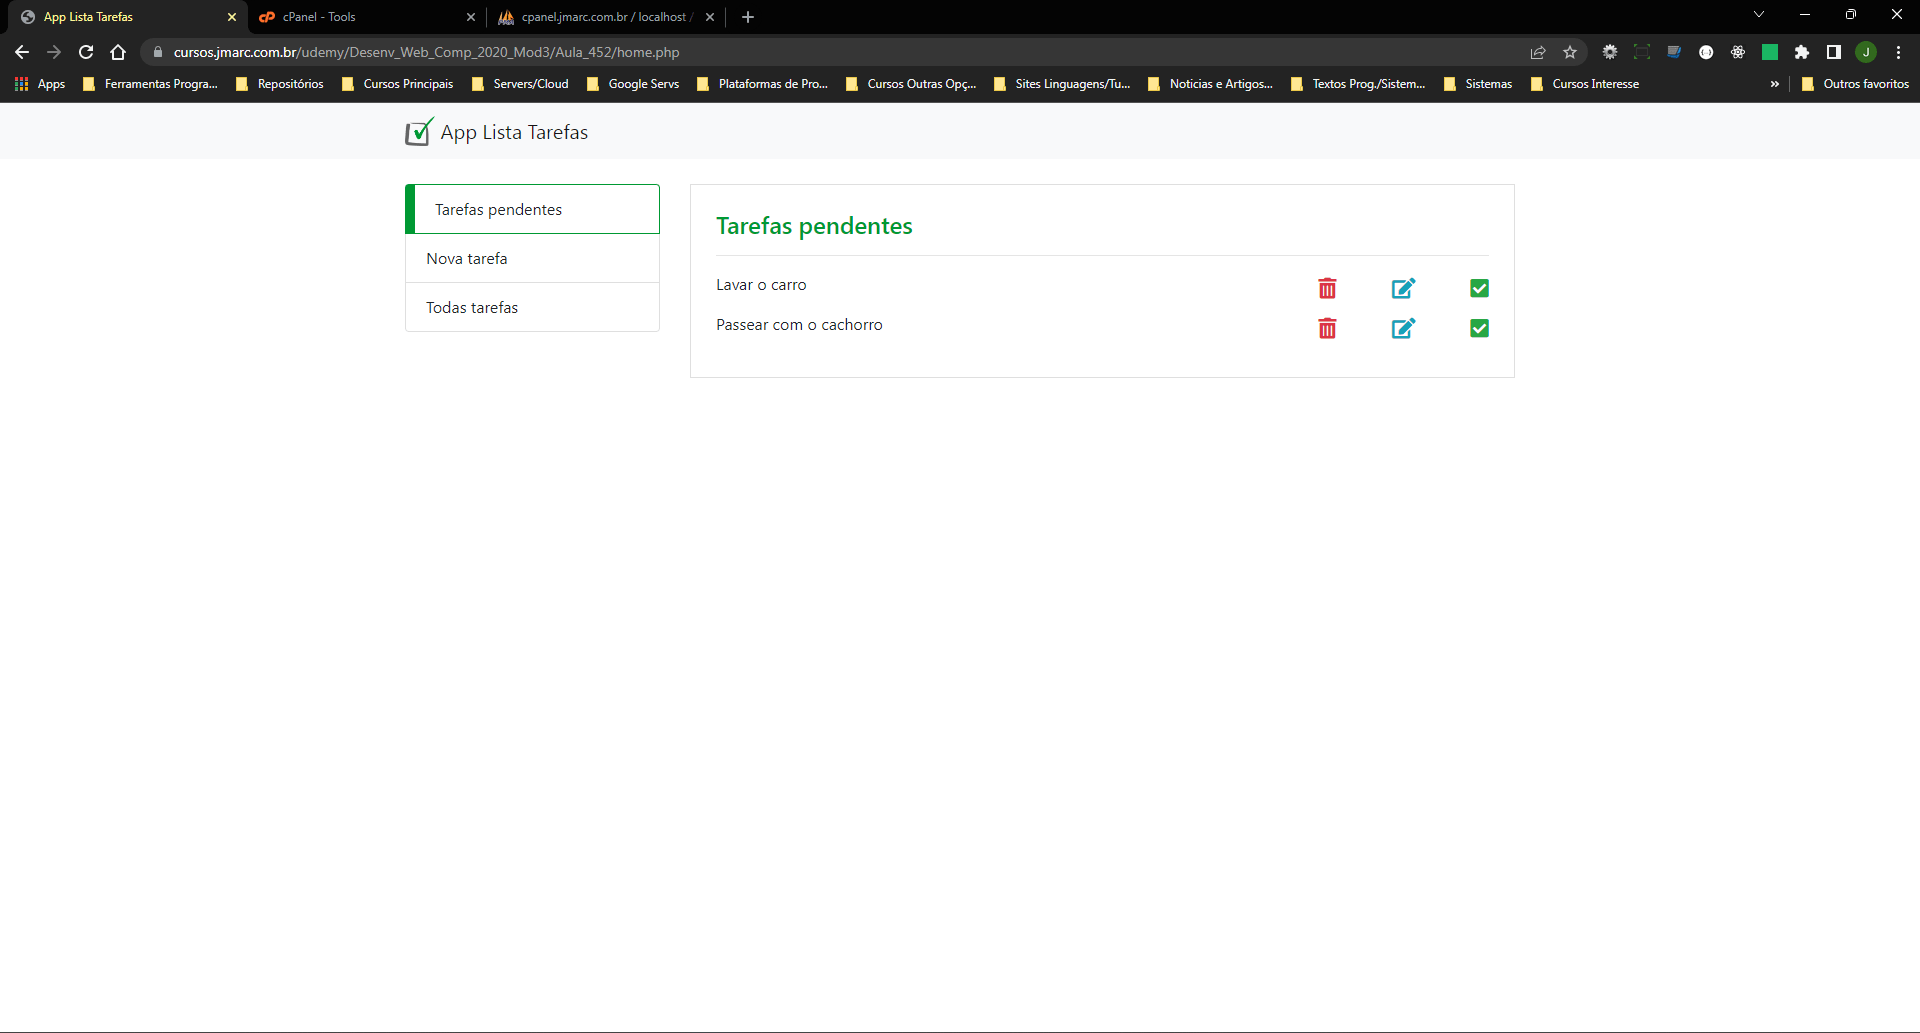 App Lista Tarefas
cPanel - Tools
cpanel.jmarc.com.br / localhost /
cursos.jmarc.com.br/udemy/Desenv_Web_Comp_2020_Mod3/Aula_452/home.php
J
Apps
Ferramentas Progra...
Repositórios
Cursos Principais
Servers/Cloud
Google Servs
Plataformas de Pro...
Cursos Outras Opç...
Sites Linguagens/Tu...
Noticias e Artigos...
Textos Prog./Sistem...
Sistemas
Cursos Interesse
»
Outros favoritos
App Lista Tarefas
Tarefas pendentes
Nova tarefa
Todas tarefas
Tarefas pendentes
Lavar o carro
Passear com o cachorro